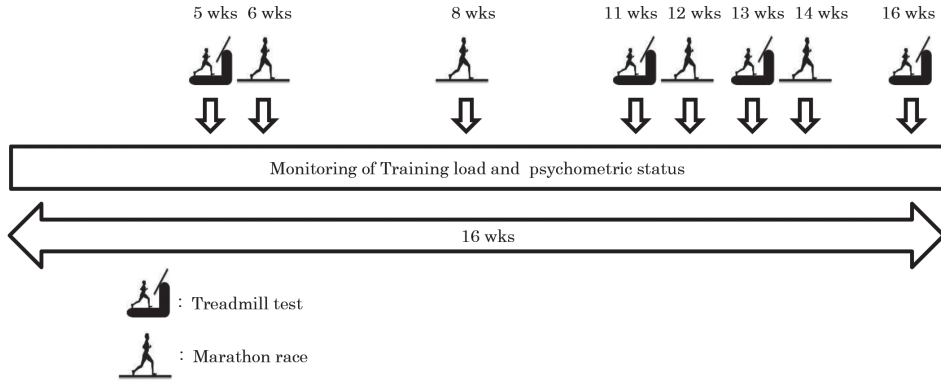 5 wks 6 wks 8 wks 11 wks 12 wks 13 wks 14 wks 16 wks
Monitoring of Training load and psychometric status
16 wks
: Treadmill test
: Marathon race